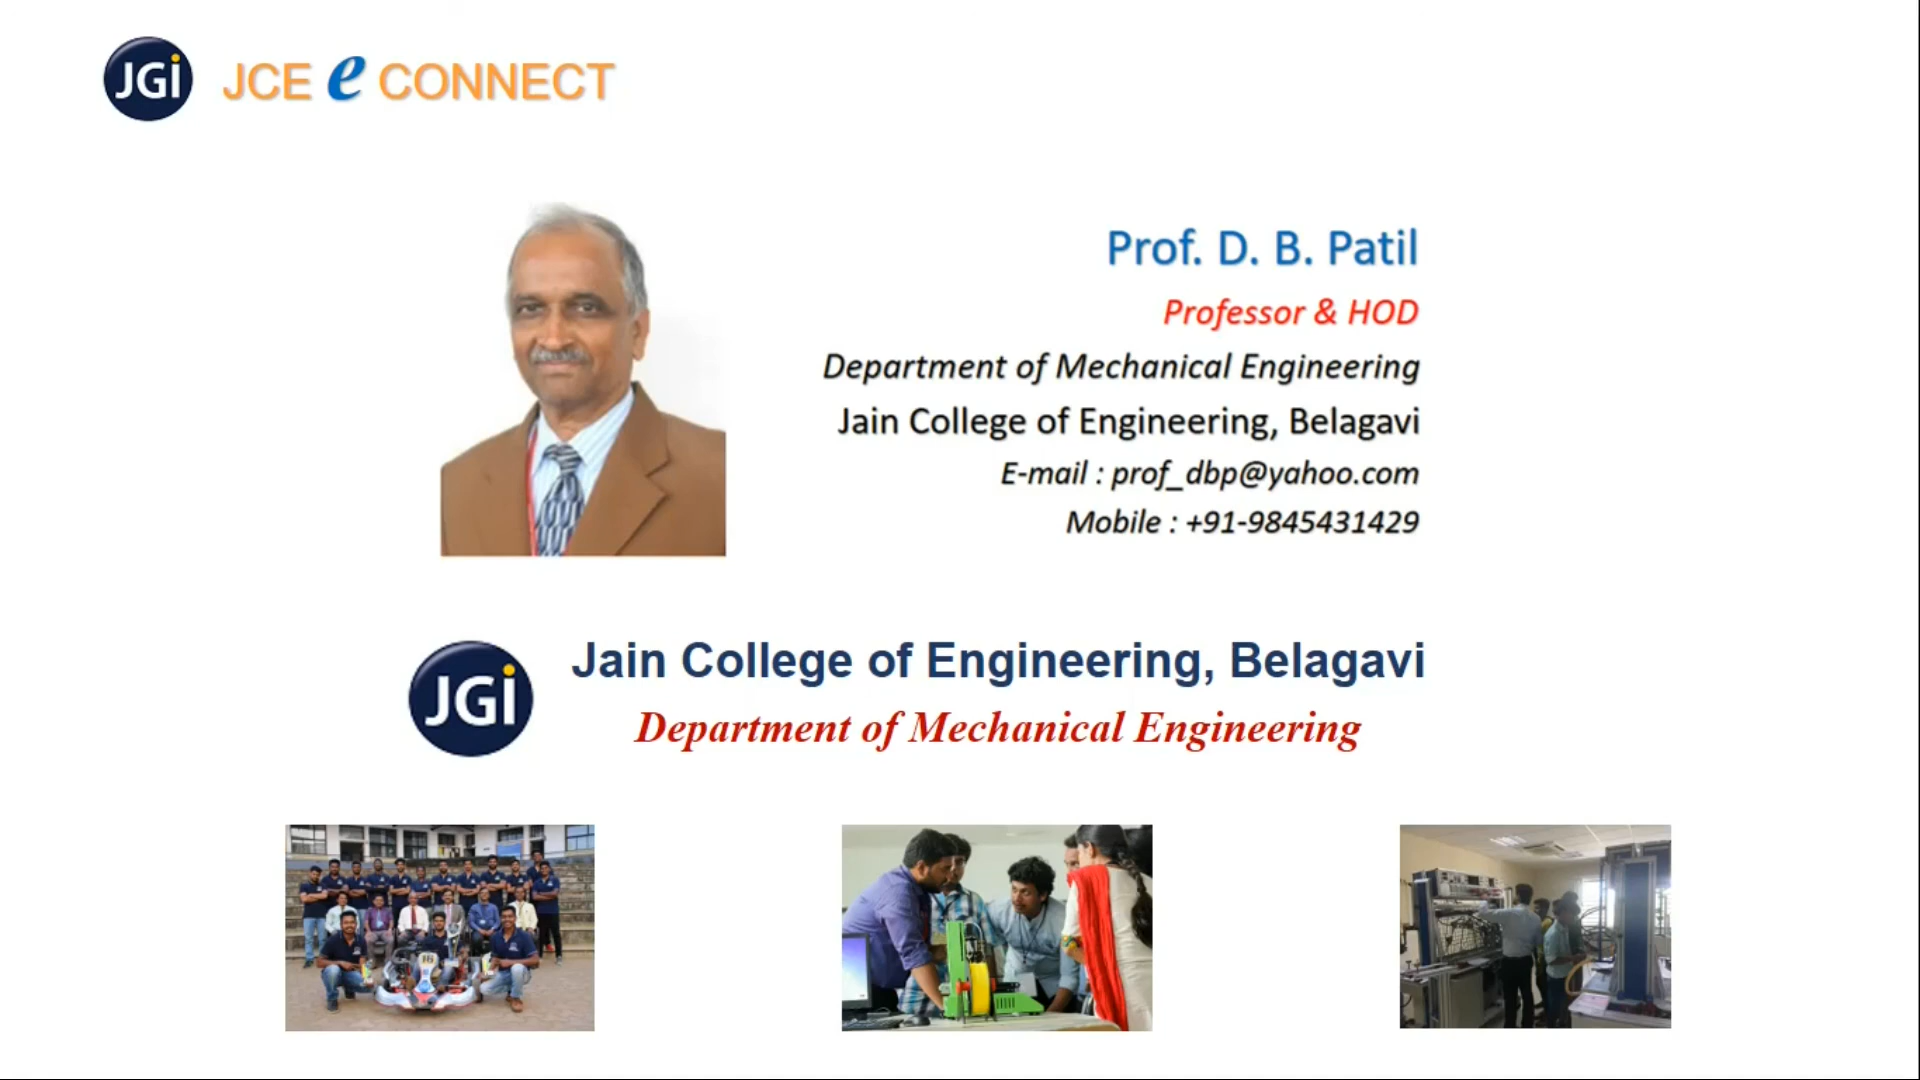 JGi JCE e CONNECT
Prof. D. B. Patil
Professor & HOD
Department of Mechanical Engineering
Jain College of Engineering, Belagavi
E-mail : prof_dbp@yahoo.com
Mobile : +91-9845431429
JGi
Jain College of Engineering, Belagavi
Department of Mechanical Engineering